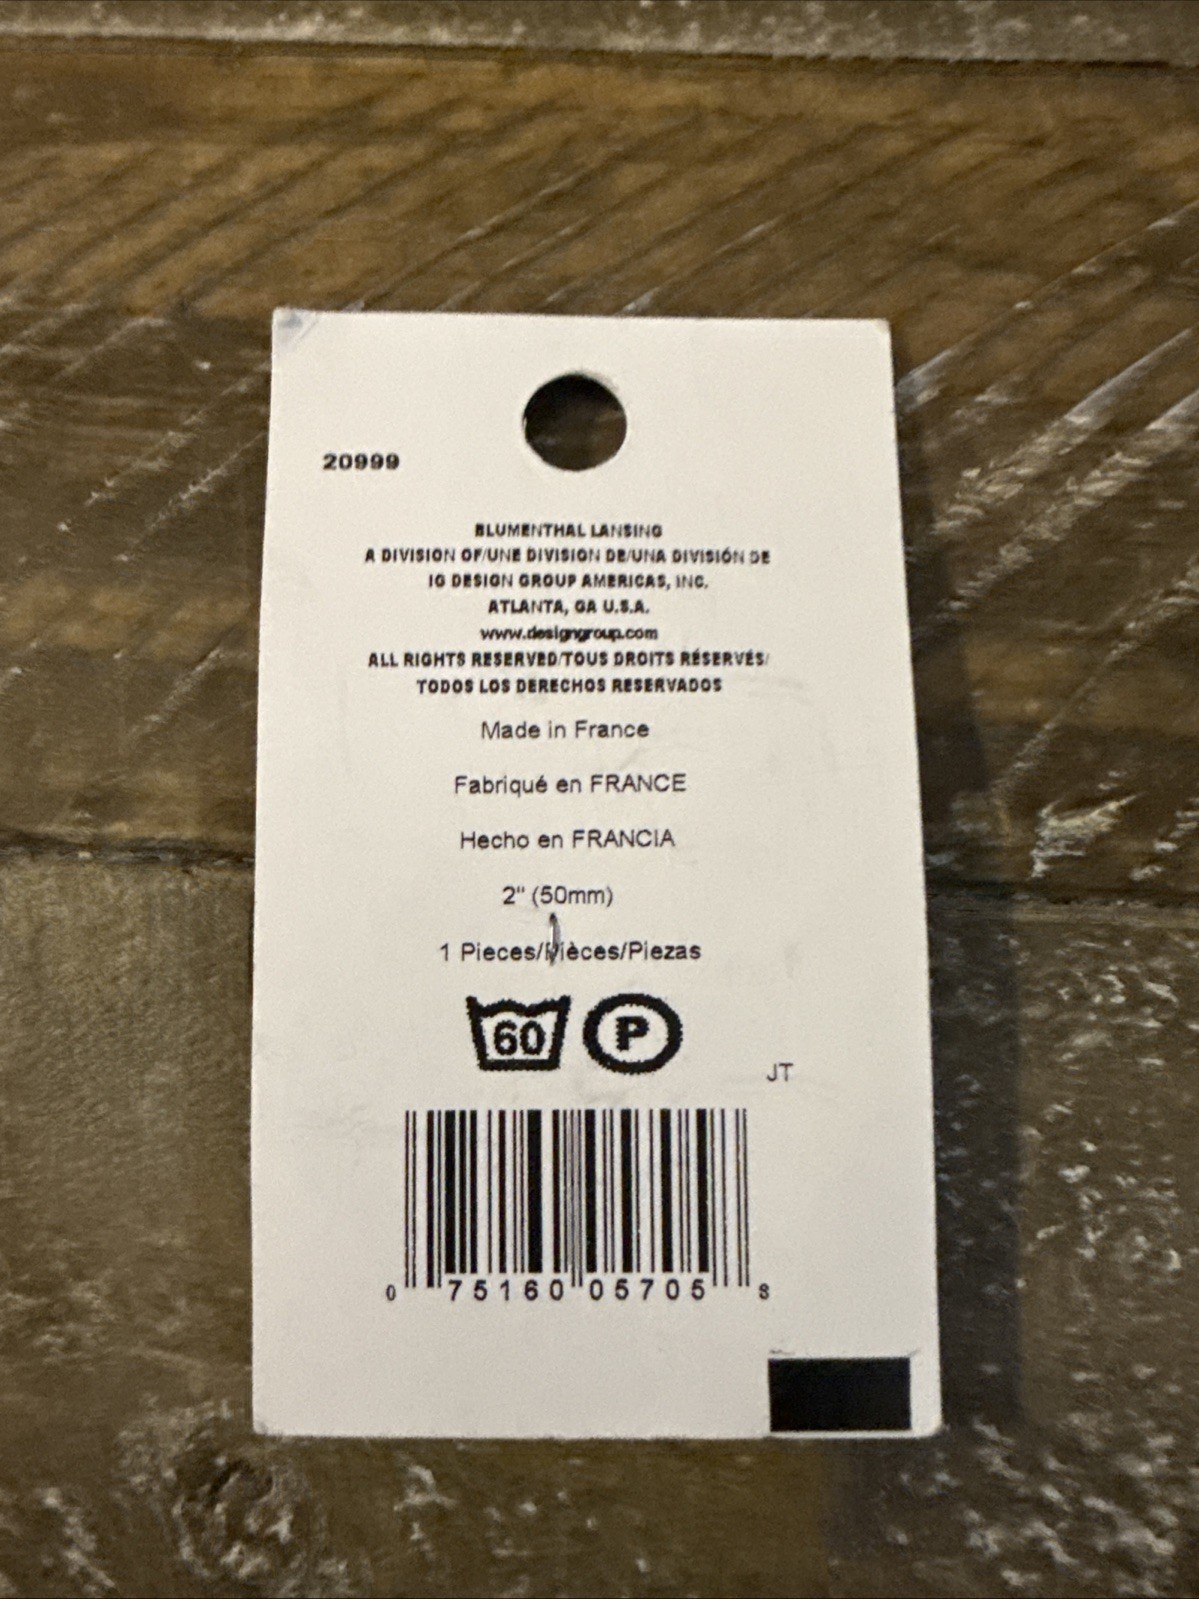 20999
BLUMENTHAL LANSING
A DIVISION OF/UNE DIVISION DE/UNA DIVISIÓN DE
IG DESIGN GROUP AMERICAS, INC.
ATLANTA, GA U.S.A.
www.designgroup.com
ALL RIGHTS RESERVED/TOUS DROITS RÉSERVÉS/
TODOS LOS DERECHOS RESERVADOS
Made in France
Fabriqué en FRANCE
Hecho en FRANCIA
2" (50mm)
1 Pieces/Pièces/Piezas
60 P
JT
0 75160 05705 8